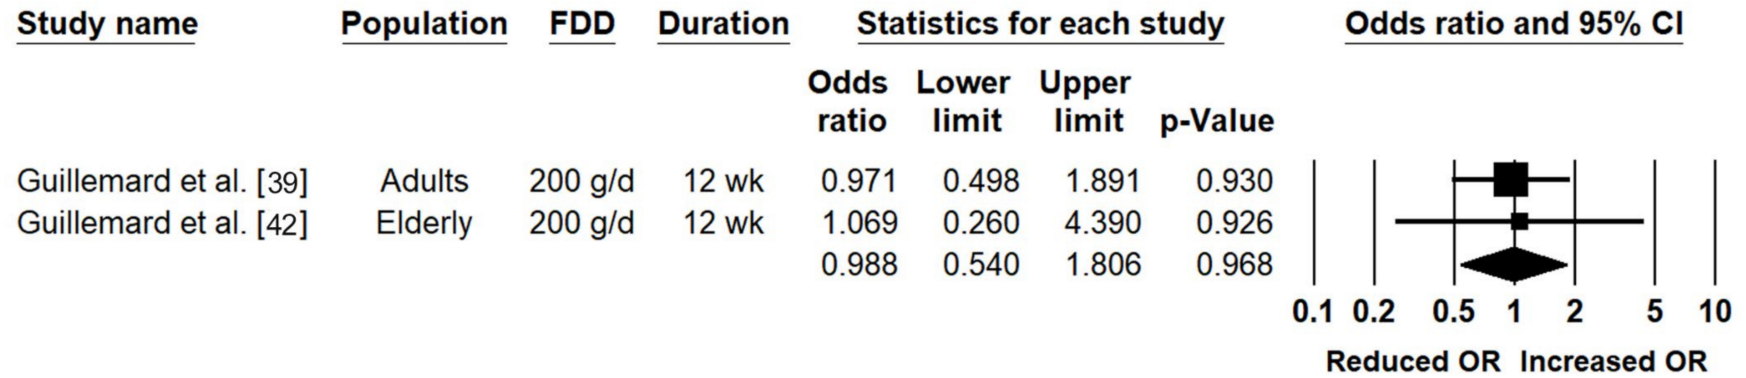 Study name Population FDD Duration Statistics for each study Odds ratio and 95% CI
Odds Lower Upper
ratio limit limit p-Value
Guillemard et al. [39] Adults 200 g/d 12 wk 0.971 0.498 1.891 0.930
Guillemard et al. [42] Elderly 200 g/d 12 wk 1.069 0.260 4.390 0.926
0.988 0.540 1.806 0.968
0.1 0.2 0.5 1 2 5 10
Reduced OR Increased OR